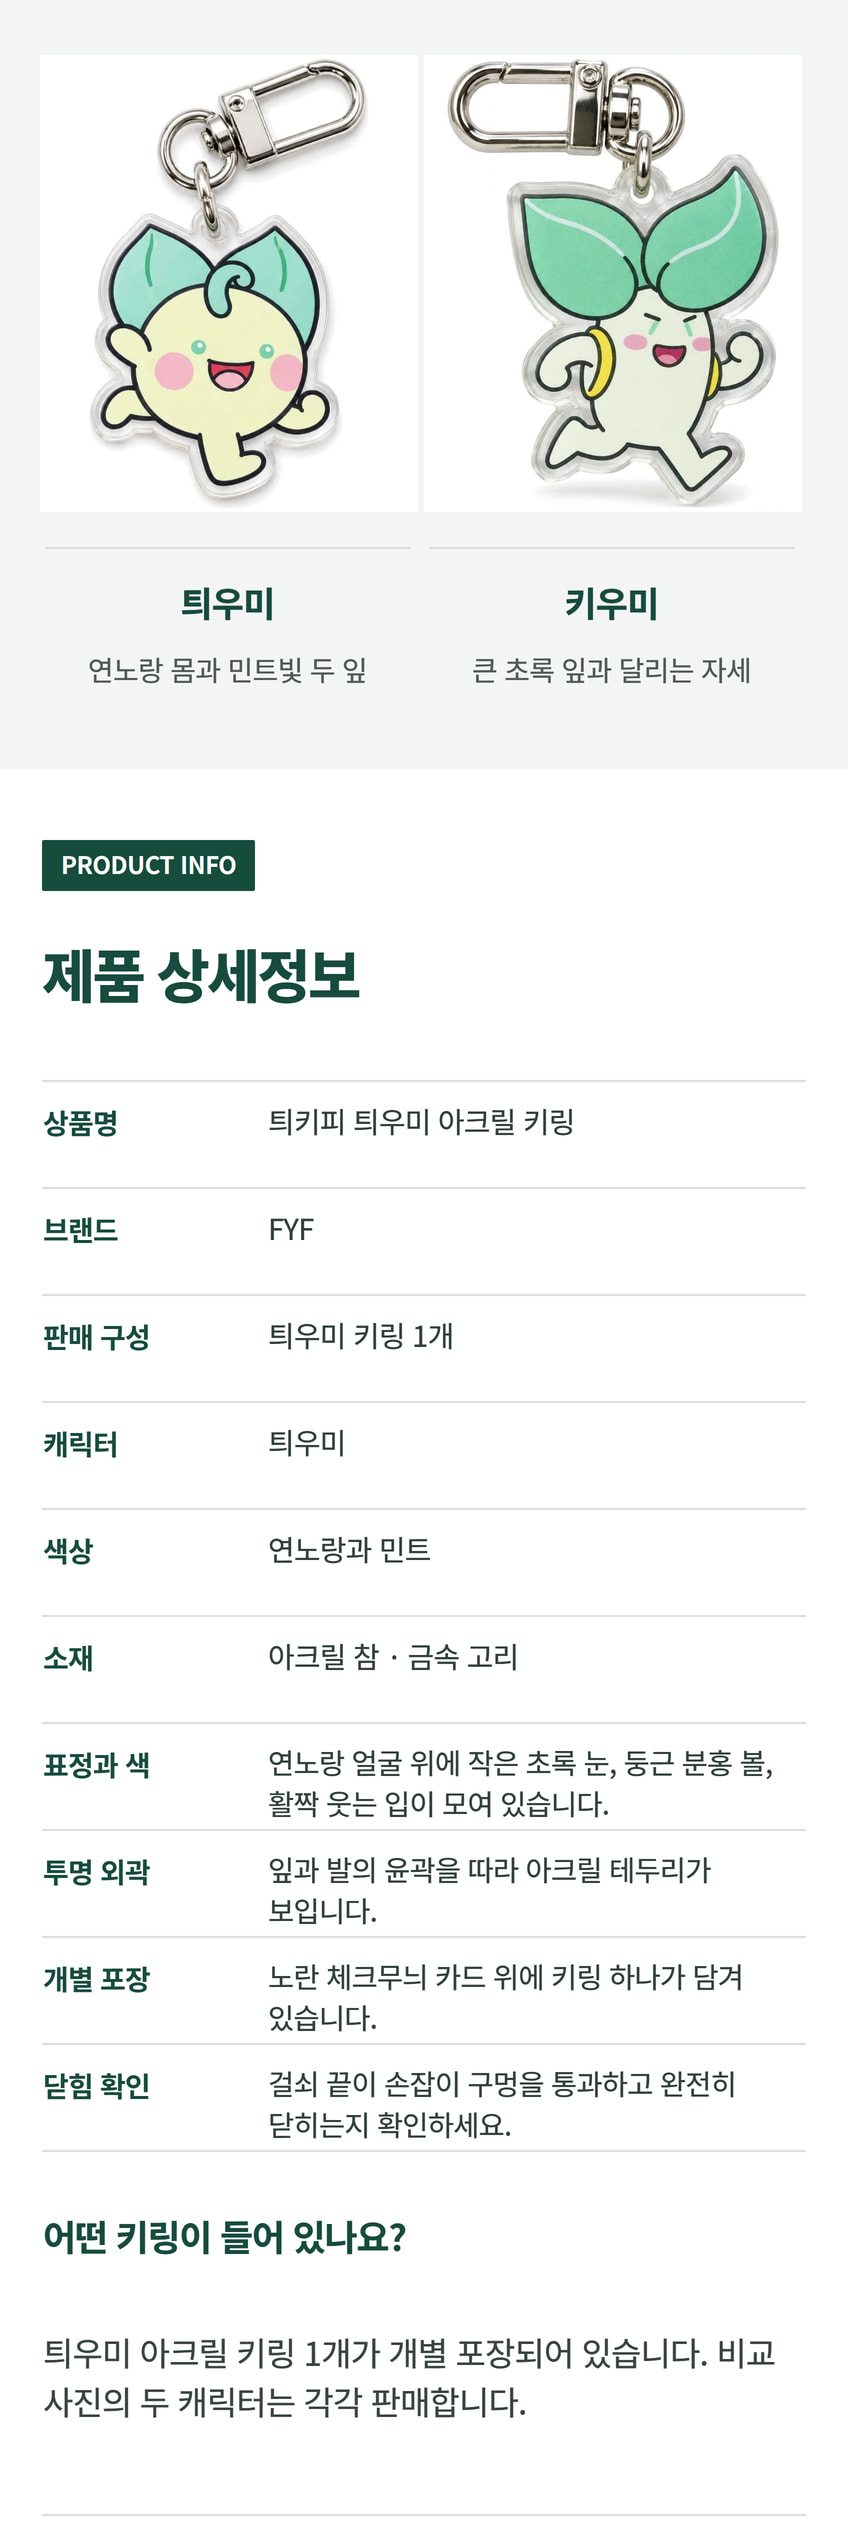 틔우미
키우미
연노랑 몸과 민트빛 두 잎
큰 초록 잎과 달리는 자세
PRODUCT INFO
제품 상세정보
상품명
틔키피 틔우미 아크릴 키링
브랜드
FYF
판매 구성
틔우미 키링 1개
캐릭터
틔우미
색상
연노랑과 민트
소재
아크릴 참 · 금속 고리
표정과 색
연노랑 얼굴 위에 작은 초록 눈, 둥근 분홍 볼,
활짝 웃는 입이 모여 있습니다.
투명 외곽
잎과 발의 윤곽을 따라 아크릴 테두리가
보입니다.
개별 포장
노란 체크무늬 카드 위에 키링 하나가 담겨
있습니다.
닫힘 확인
걸쇠 끝이 손잡이 구멍을 통과하고 완전히
닫히는지 확인하세요.
어떤 키링이 들어 있나요?
틔우미 아크릴 키링 1개가 개별 포장되어 있습니다. 비교
사진의 두 캐릭터는 각각 판매합니다.